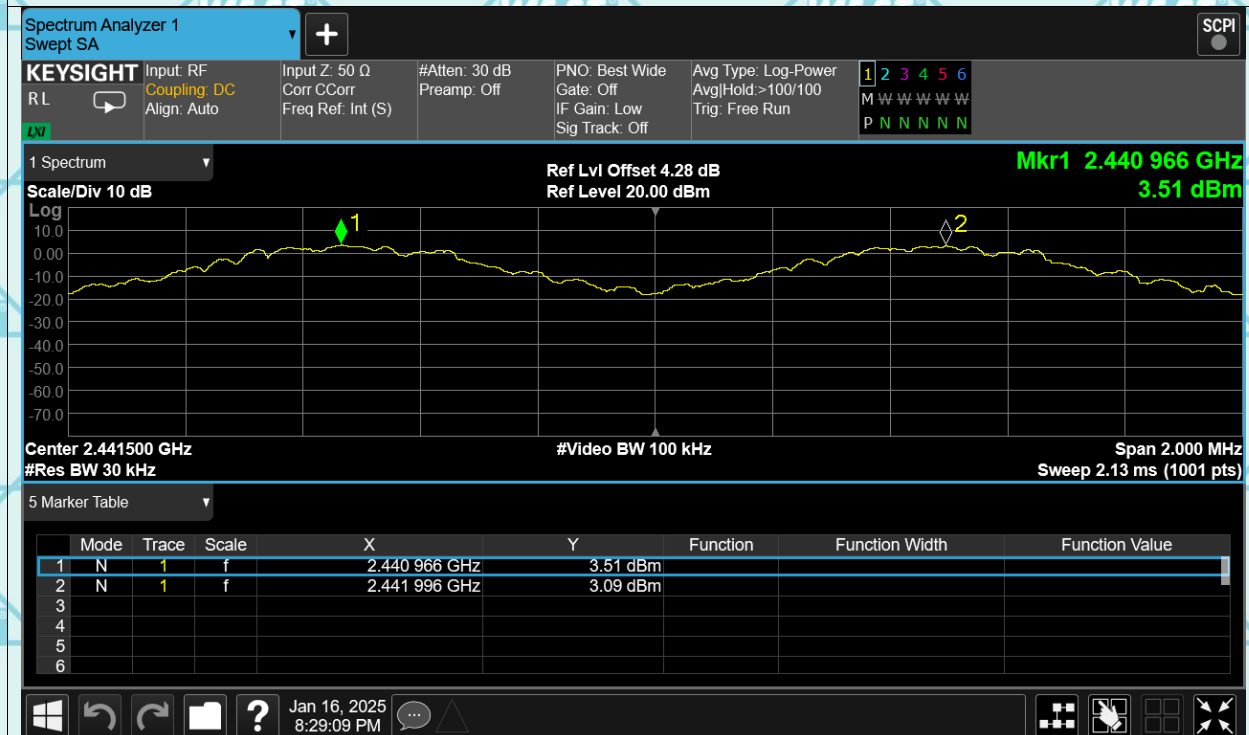 Spectrum Analyzer 1
Swept SA
+
SCPI
KEYSIGHT
RL
LXI
Input: RF
Coupling: DC
Align: Auto
Input Z: 50 Ω
Corr CCorr
Freq Ref: Int (S)
#Atten: 30 dB
Preamp: Off
PNO: Best Wide
Gate: Off
IF Gain: Low
Sig Track: Off
Avg Type: Log-Power
Avg|Hold:>100/100
Trig: Free Run
1 2 3 4 5 6
M W W W W W W
P N N N N N N
1 Spectrum
Scale/Div 10 dB
Ref Lvl Offset 4.28 dB
Ref Level 20.00 dBm
Mkr1 2.440 966 GHz
3.51 dBm
Log
10.0
0.00
-10.0
-20.0
-30.0
-40.0
-50.0
-60.0
-70.0
1
2
Center 2.441500 GHz
#Video BW 100 kHz
Span 2.000 MHz
#Res BW 30 kHz
Sweep 2.13 ms (1001 pts)
5 Marker Table
Mode Trace Scale X Y Function Function Width Function Value
1 N 1 f 2.440 966 GHz 3.51 dBm
2 N 1 f 2.441 996 GHz 3.09 dBm
3
4
5
6
?
Jan 16, 2025
8:29:09 PM